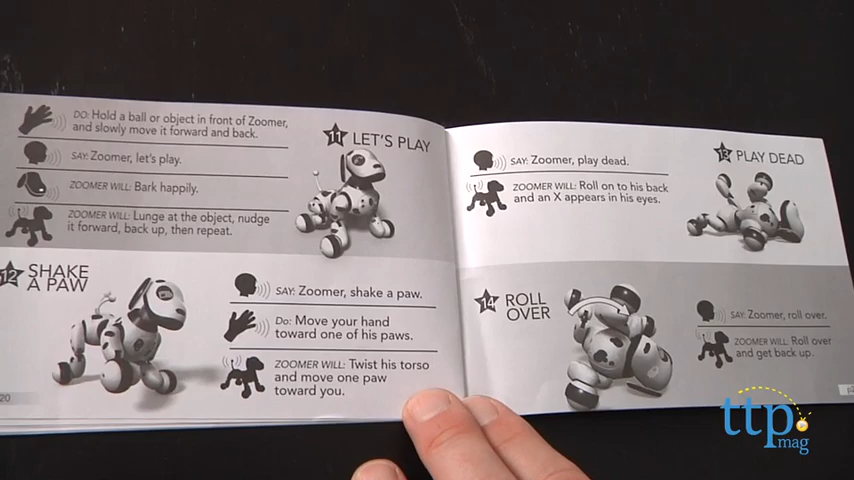 DO: Hold a ball or object in front of Zoomer,
and slowly move it forward and back.
SAY: Zoomer, let's play.
ZOOMER WILL: Bark happily.
ZOOMER WILL: Lunge at the object, nudge
it forward, back up, then repeat.
11 LET'S PLAY
12 SHAKE
A PAW
SAY: Zoomer, shake a paw.
Do: Move your hand
toward one of his paws.
ZOOMER WILL: Twist his torso
and move one paw
toward you.
20
SAY: Zoomer, play dead.
ZOOMER WILL: Roll on to his back
and an X appears in his eyes.
13 PLAY DEAD
14 ROLL
OVER
SAY: Zoomer, roll over.
ZOOMER WILL: Roll over
and get back up.
ttp
mag